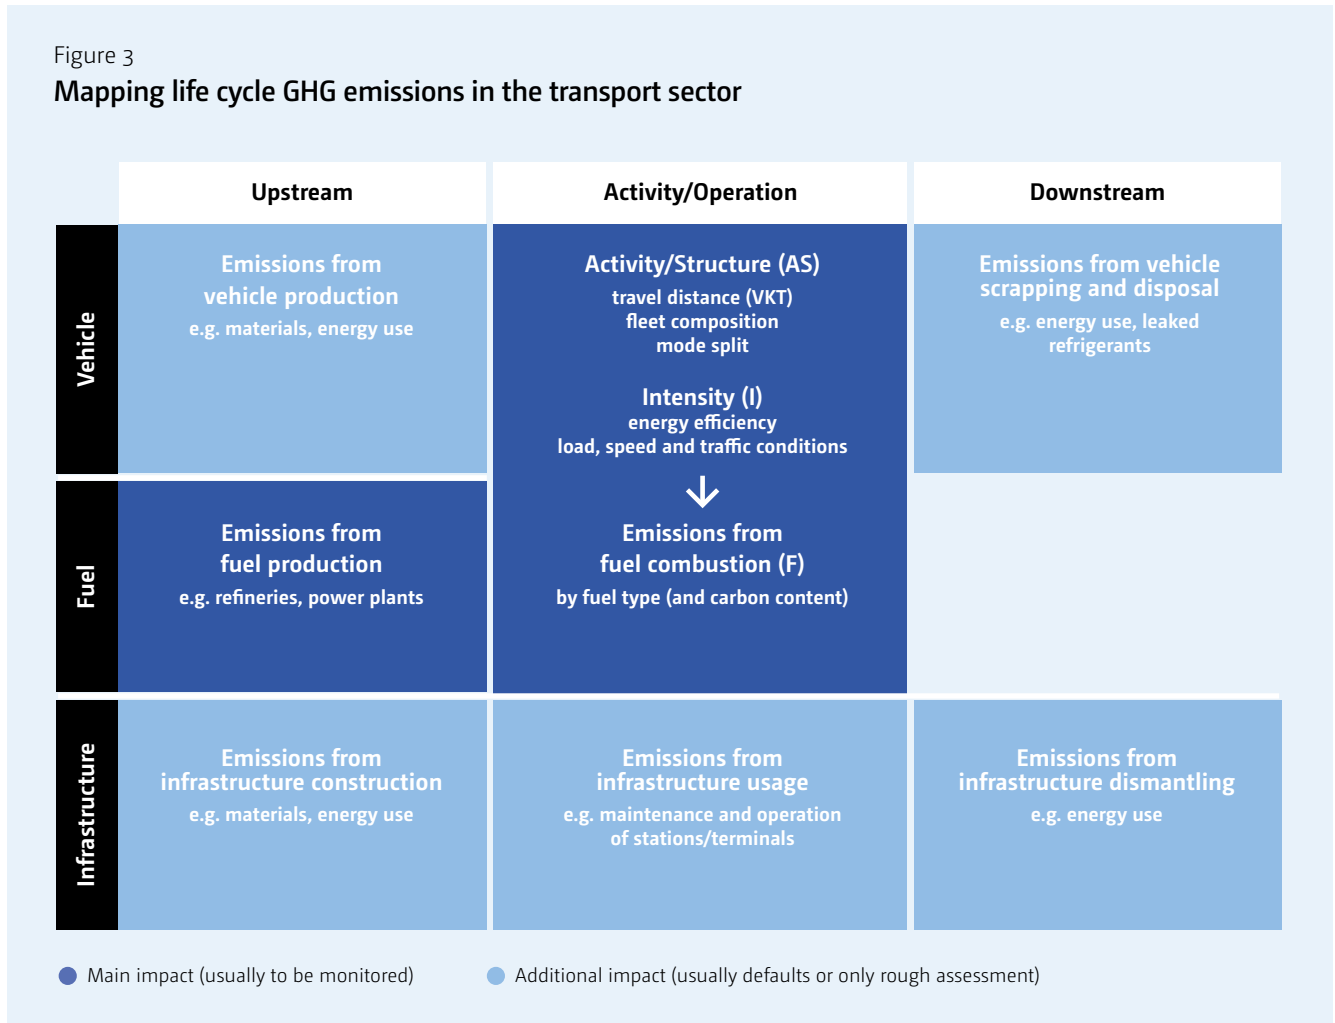 Figure 3
Mapping life cycle GHG emissions in the transport sector
Upstream
Activity/Operation
Downstream
Vehicle
Emissions from
vehicle production
e.g. materials, energy use
Activity/Structure (AS)
travel distance (VKT)
fleet composition
mode split
Intensity (I)
energy efficiency
load, speed and traffic conditions
Emissions from vehicle
scrapping and disposal
e.g. energy use, leaked
refrigerants
Fuel
Emissions from
fuel production
e.g. refineries, power plants
Emissions from
fuel combustion (F)
by fuel type (and carbon content)
Infrastructure
Emissions from
infrastructure construction
e.g. materials, energy use
Emissions from
infrastructure usage
e.g. maintenance and operation
of stations/terminals
Emissions from
infrastructure dismantling
e.g. energy use
Main impact (usually to be monitored)
Additional impact (usually defaults or only rough assessment)